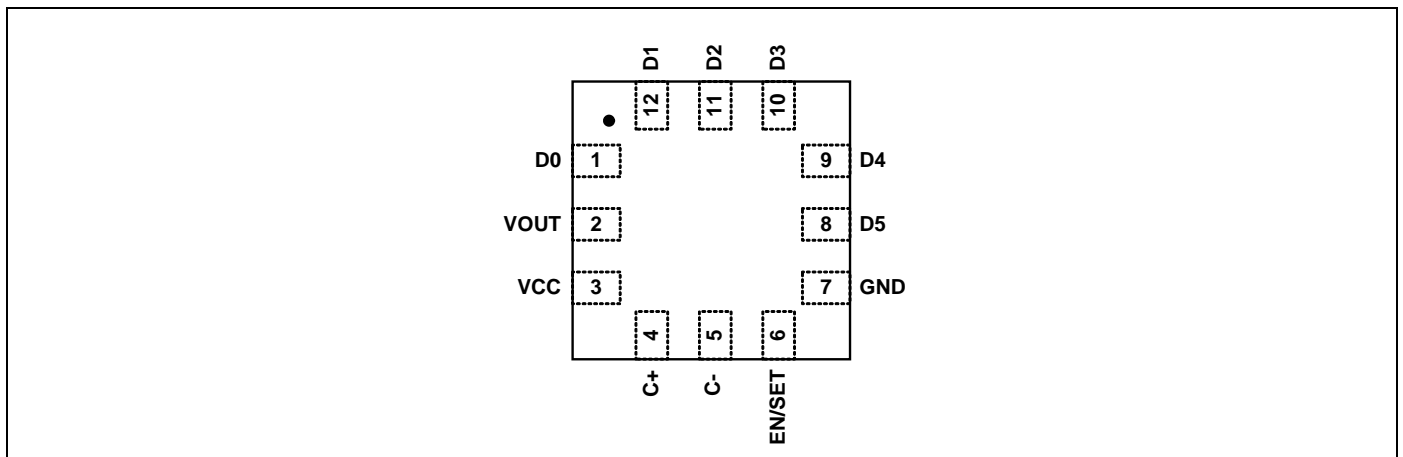 D1 D2 D3
12 11 10
D0 1 9 D4
VOUT 2 8 D5
VCC 3 7 GND
4 5 6
C+ C- EN/SET